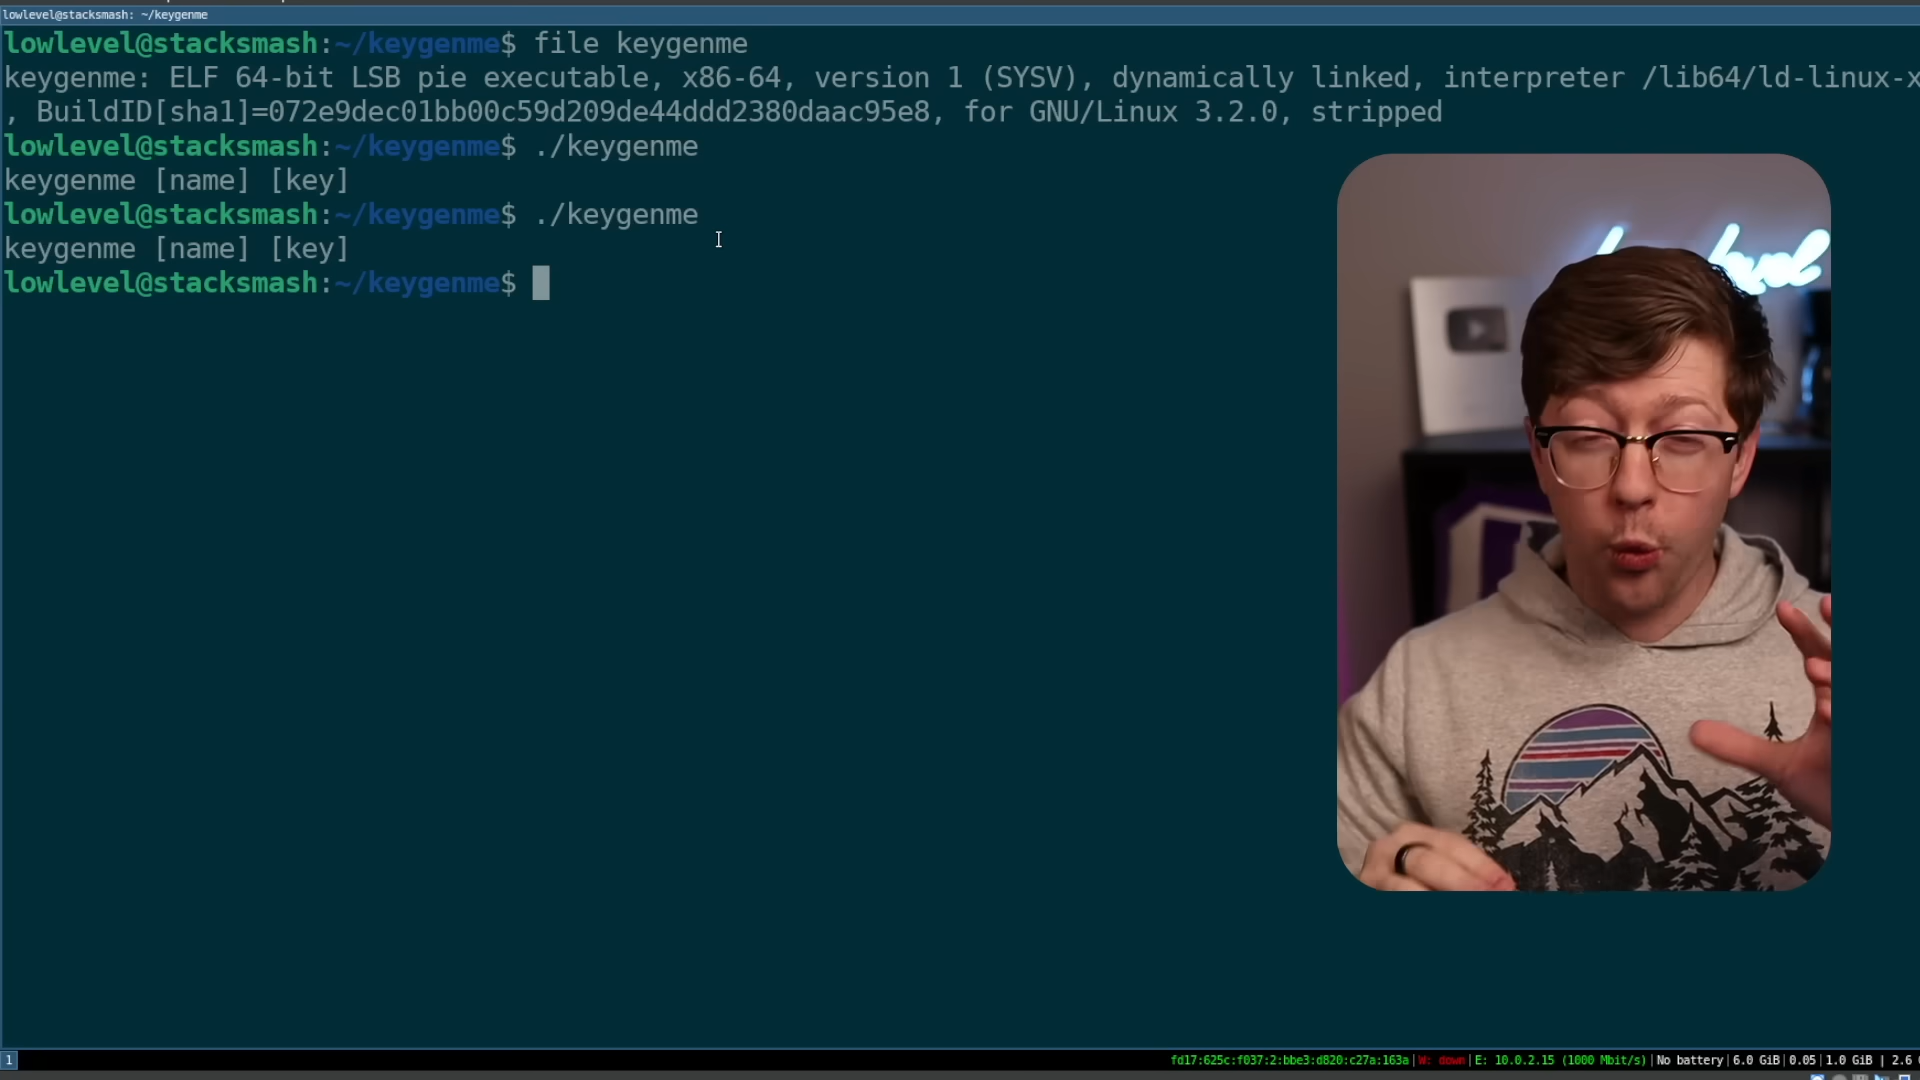 lowlevel@stacksmash: ~/keygenme
lowlevel@stacksmash:~/keygenme$ file keygenme
keygenme: ELF 64-bit LSB pie executable, x86-64, version 1 (SYSV), dynamically linked, interpreter /lib64/ld-linux-x
, BuildID[sha1]=072e9dec01bb00c59d209de44ddd2380daac95e8, for GNU/Linux 3.2.0, stripped
lowlevel@stacksmash:~/keygenme$ ./keygenme
keygenme [name] [key]
lowlevel@stacksmash:~/keygenme$ ./keygenme
keygenme [name] [key]
lowlevel@stacksmash:~/keygenme$
1
fd17:625c:f037:2:bbe3:d820:c27a:163a|W: down|E: 10.0.2.15 (1000 Mbit/s)|No battery|6.0 GiB|0.05|1.0 GiB | 2.6